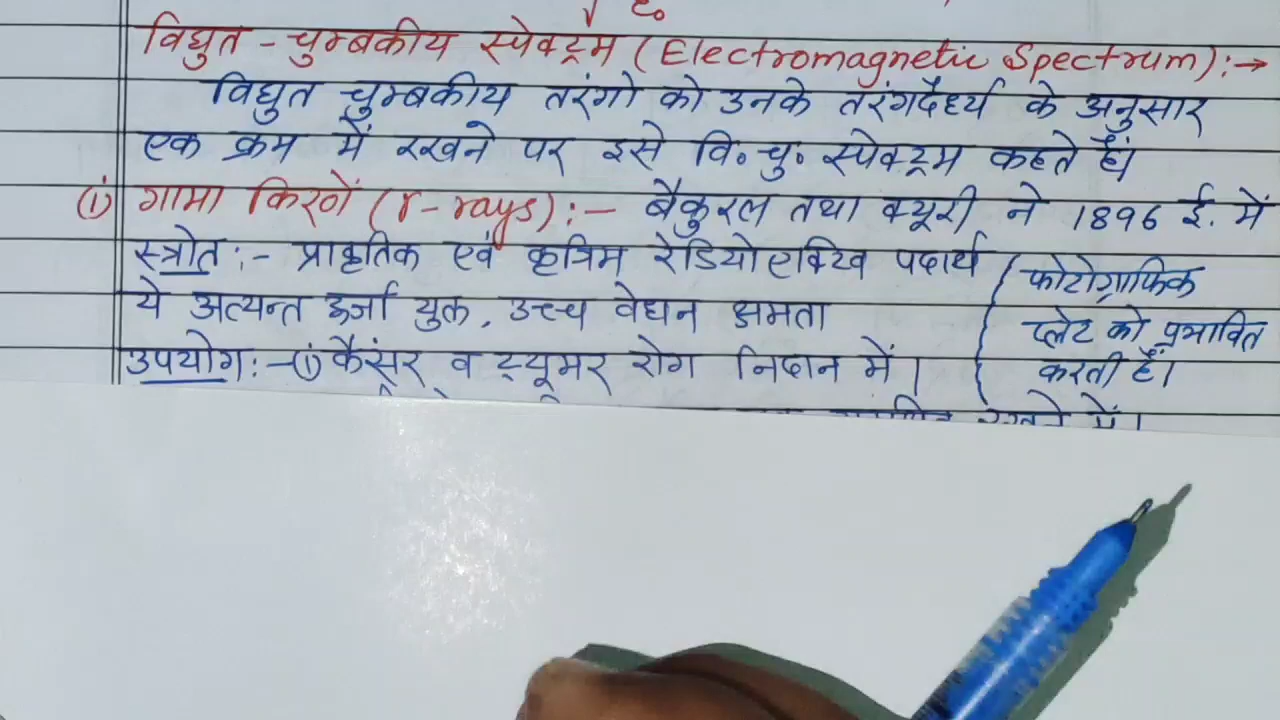 विद्युत - चुम्बकीय स्पेक्ट्रम (Electromagnetic Spectrum) :→
विद्युत चुम्बकीय तरंगो को उनके तरंगदैर्ध्य के अनुसार
एक क्रम में रखने पर इसे वि॰ चु॰ स्पेक्ट्रम कहते हैं।
(1) गामा किरणें (γ-rays) :- बैकुरल तथा क्यूरी ने 1896 ई. में
स्त्रोत :- प्राकृतिक एवं कृत्रिम रेडियोएक्टिव पदार्थ
ये अत्यन्त ऊर्जा युक्त, उच्च वेधन क्षमता
फोटोग्राफिक
प्लेट को प्रभावित
करती हैं।
उपयोग :- (i) कैंसर व ट्यूमर रोग निदान में।